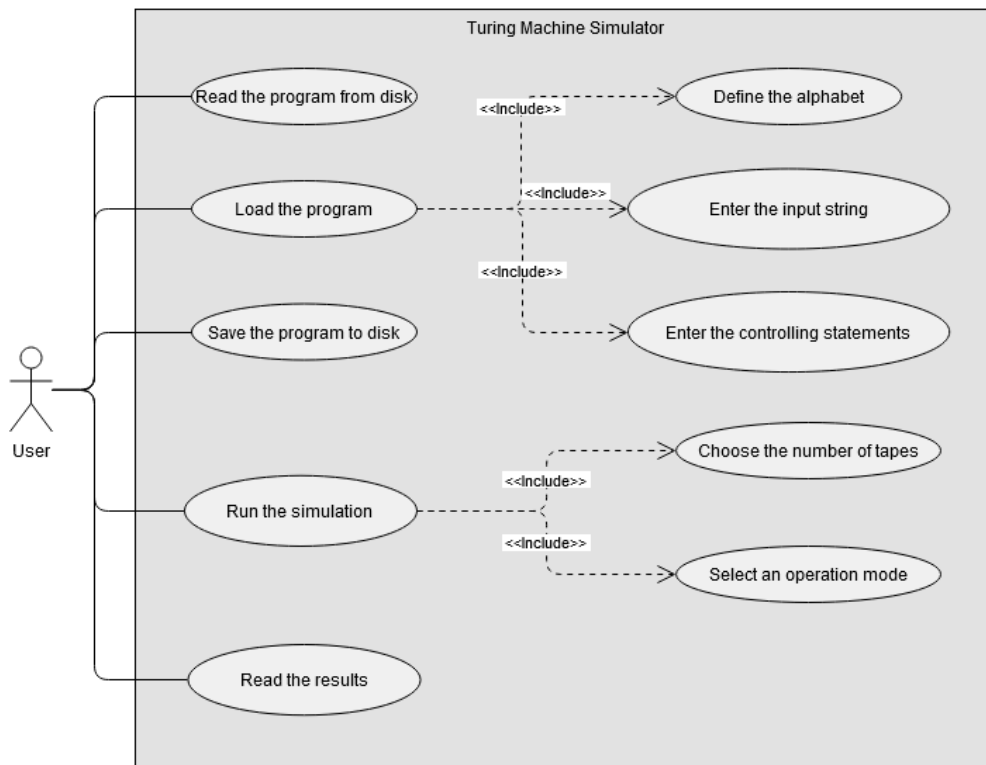 Turing Machine Simulator
Read the program from disk
<<Include>>
Define the alphabet
Load the program
<<Include>>
Enter the input string
<<Include>>
Save the program to disk
Enter the controlling statements
User
Choose the number of tapes
<<Include>>
Run the simulation
<<Include>>
Select an operation mode
Read the results